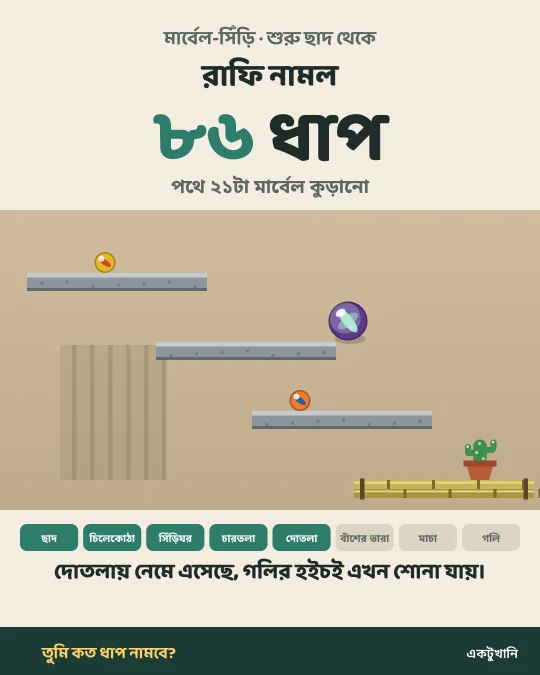 মার্বেল-সিঁড়ি · শুরু ছাদ থেকে
রাফি নামল
৮৬ ধাপ
পথে ২১টা মার্বেল কুড়ানো
ছাদ
চিলেকোঠা
সিঁড়িঘর
চারতলা
দোতলা
বাঁশের ভারা
মাচা
গলি
দোতলায় নেমে এসেছে, গলির হইচই এখন শোনা যায়।
তুমি কত ধাপ নামবে?
একটুখানি